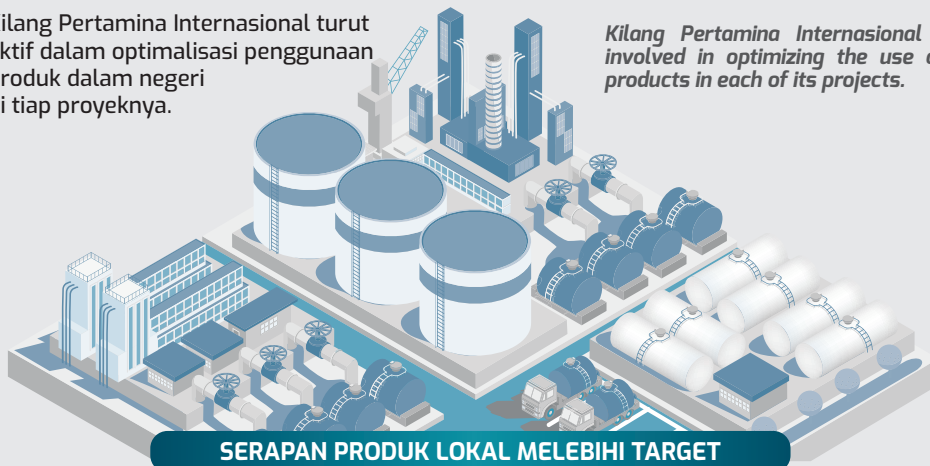 ilang Pertamina Internasional turut
ktif dalam optimalisasi penggunaan
roduk dalam negeri
i tiap proyeknya.
Kilang Pertamina Internasional
involved in optimizing the use
products in each of its projects.
SERAPAN PRODUK LOKAL MELEBIHI TARGET